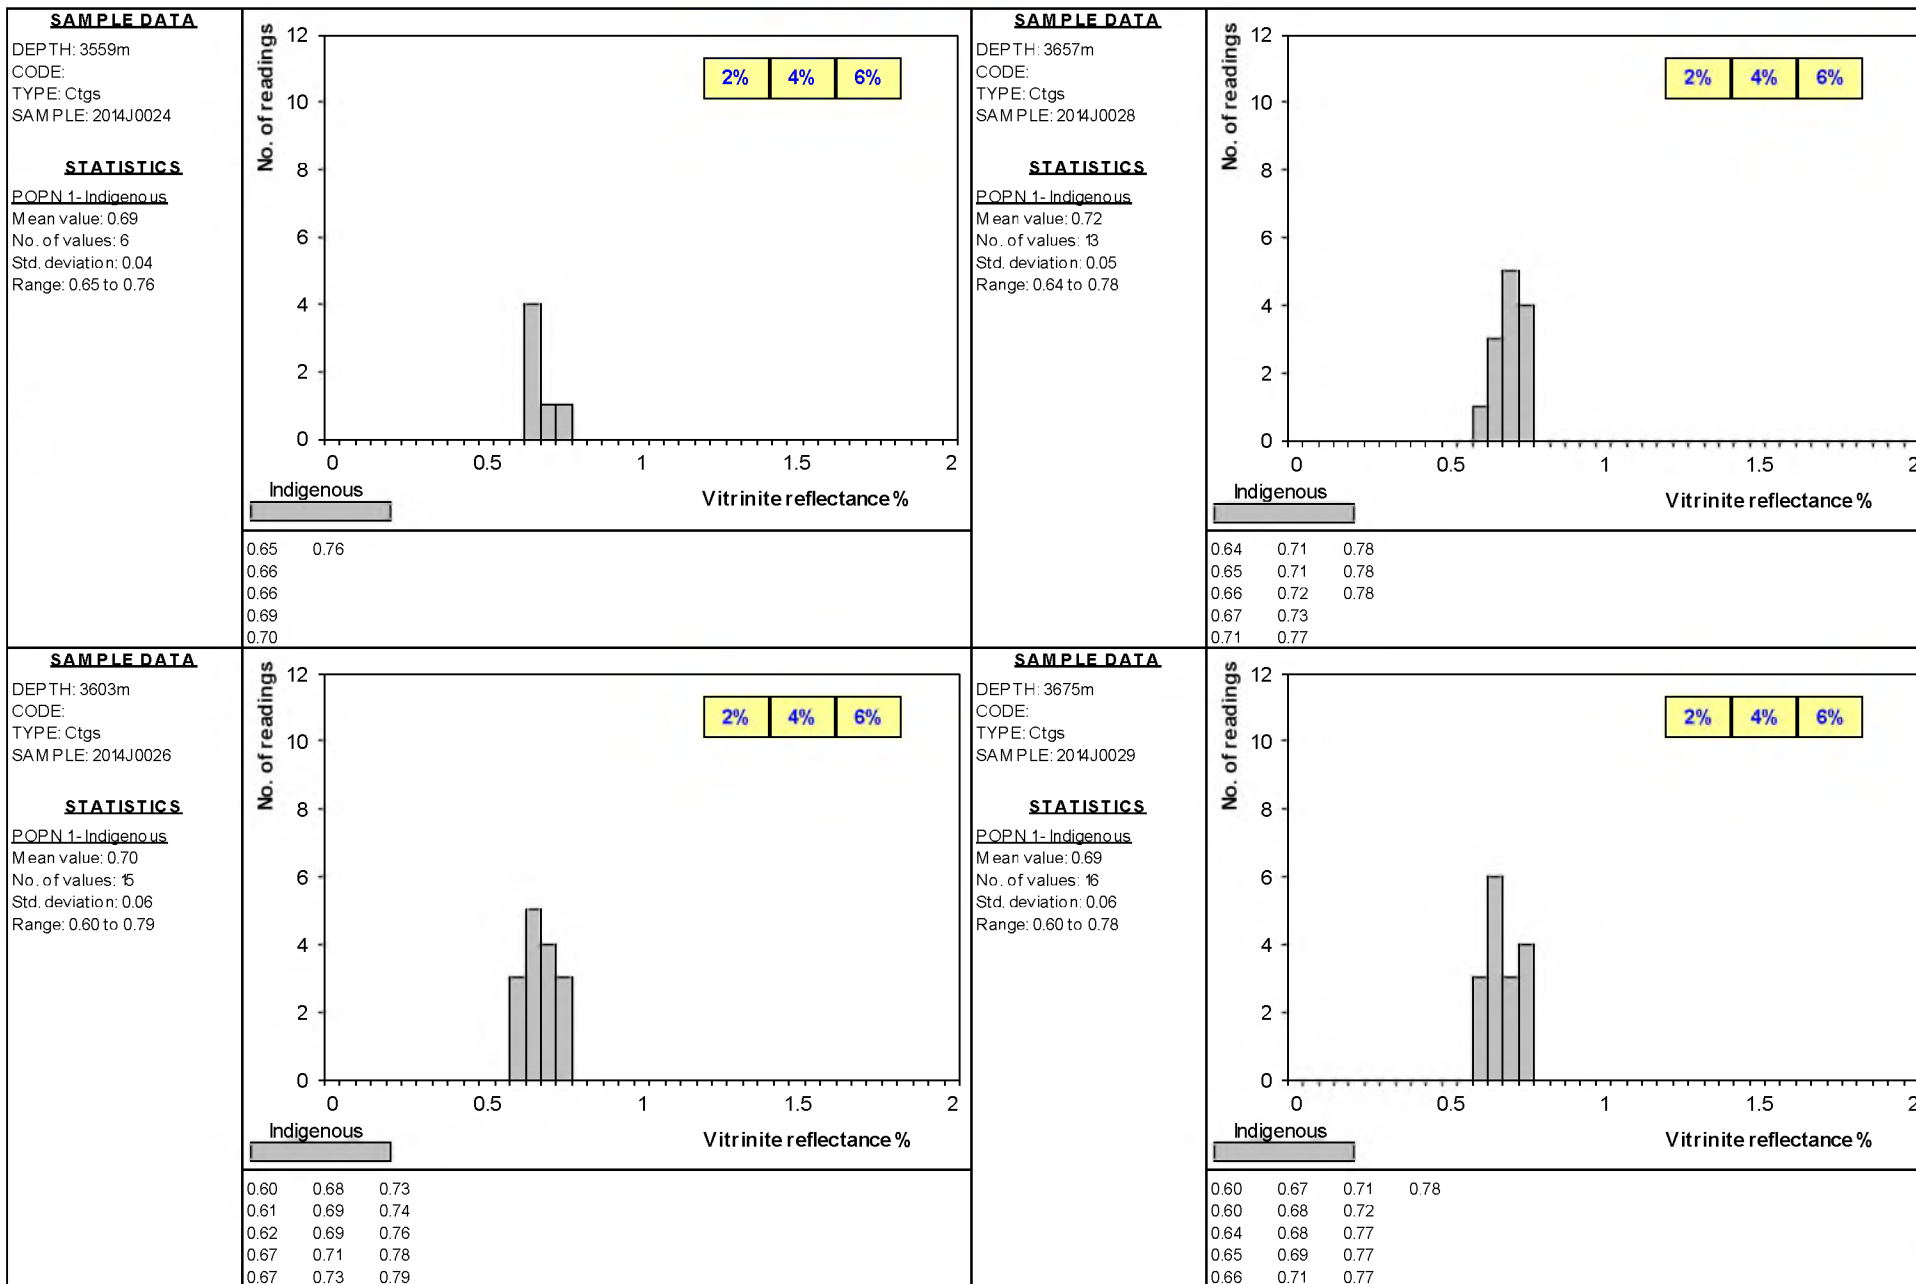 SAMPLE DATA
DEPTH: 3559m
CODE:
TYPE: Ctgs
SAMPLE: 2014J0024
STATISTICS
POPN 1- Indigenous
Mean value: 0.69
No. of values: 6
Std. deviation: 0.04
Range: 0.65 to 0.76
No. of readings
12
10
8
6
4
2
0
2% 4% 6%
0 0.5 1 1.5 2
Indigenous
Vitrinite reflectance %
0.65 0.76
0.66
0.66
0.69
0.70
SAMPLE DATA
DEPTH: 3657m
CODE:
TYPE: Ctgs
SAMPLE: 2014J0028
STATISTICS
POPN 1- Indigenous
Mean value: 0.72
No. of values: 13
Std. deviation: 0.05
Range: 0.64 to 0.78
No. of readings
12
10
8
6
4
2
0
2% 4% 6%
0 0.5 1 1.5 2
Indigenous
Vitrinite reflectance %
0.64 0.71 0.78
0.65 0.71 0.78
0.66 0.72 0.78
0.67 0.73
0.71 0.77
SAMPLE DATA
DEPTH: 3603m
CODE:
TYPE: Ctgs
SAMPLE: 2014J0026
STATISTICS
POPN 1- Indigenous
Mean value: 0.70
No. of values: 15
Std. deviation: 0.06
Range: 0.60 to 0.79
No. of readings
12
10
8
6
4
2
0
2% 4% 6%
0 0.5 1 1.5 2
Indigenous
Vitrinite reflectance %
0.60 0.68 0.73
0.61 0.69 0.74
0.62 0.69 0.76
0.67 0.71 0.78
0.67 0.73 0.79
SAMPLE DATA
DEPTH: 3675m
CODE:
TYPE: Ctgs
SAMPLE: 2014J0029
STATISTICS
POPN 1- Indigenous
Mean value: 0.69
No. of values: 16
Std. deviation: 0.06
Range: 0.60 to 0.78
No. of readings
12
10
8
6
4
2
0
2% 4% 6%
0 0.5 1 1.5 2
Indigenous
Vitrinite reflectance %
0.60 0.67 0.71 0.78
0.60 0.68 0.72
0.64 0.68 0.77
0.65 0.69 0.77
0.66 0.71 0.77